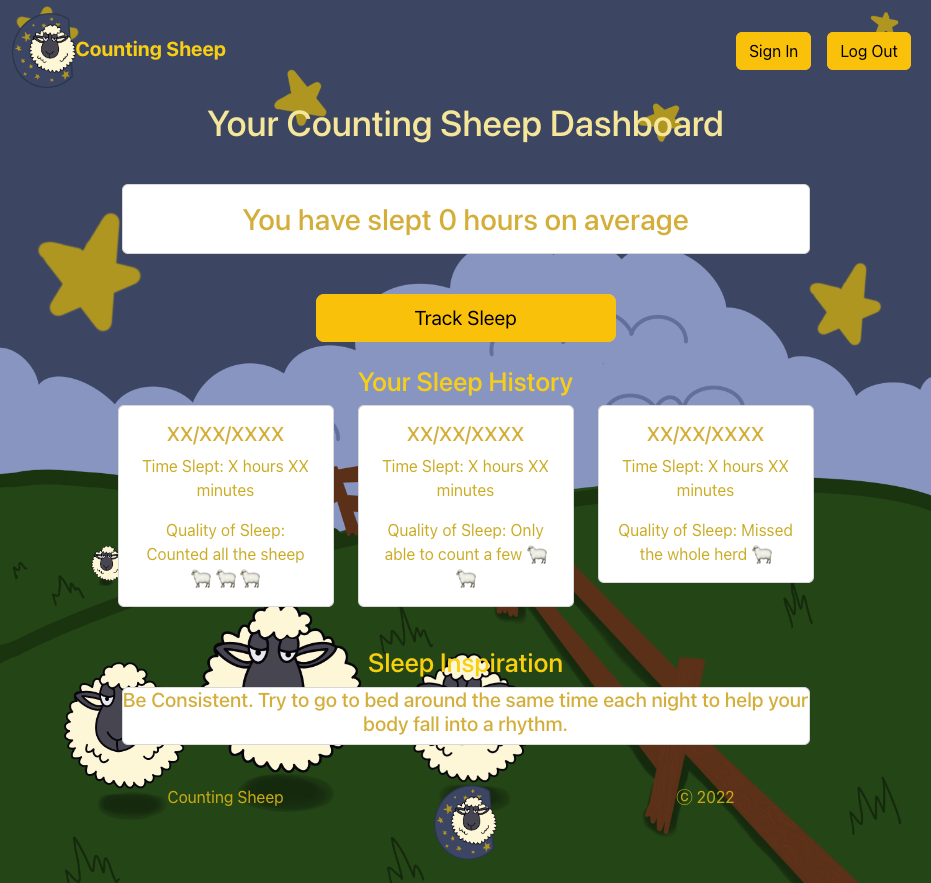 Counting Sheep
Sign In
Log Out
Your Counting Sheep Dashboard
You have slept 0 hours on average
Track Sleep
Your Sleep History
XX/XX/XXXX
Time Slept: X hours XX
minutes
Quality of Sleep:
Counted all the sheep
🐑 🐑 🐑
XX/XX/XXXX
Time Slept: X hours XX
minutes
Quality of Sleep: Only
able to count a few 🐑
🐑
XX/XX/XXXX
Time Slept: X hours XX
minutes
Quality of Sleep: Missed
the whole herd 🐑
Sleep Inspiration
Be Consistent. Try to go to bed around the same time each night to help your
body fall into a rhythm.
Counting Sheep
© 2022